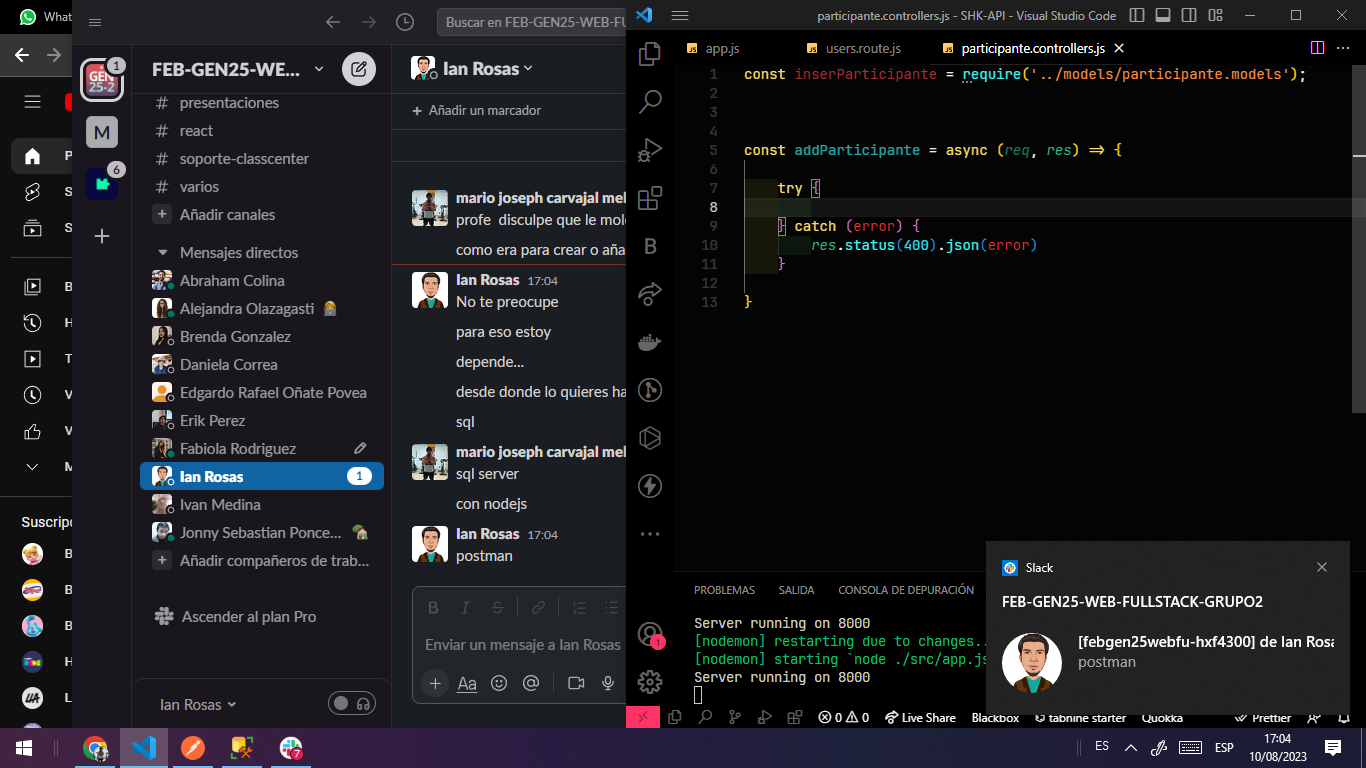 What
Buscar en FEB-GEN25-WEB-FU
GEN
25-2
1
M
6
FEB-GEN25-WE...
# presentaciones
# react
# soporte-classcenter
# varios
+ Añadir canales
Mensajes directos
Abraham Colina
Alejandra Olazagasti
Brenda Gonzalez
Daniela Correa
Edgardo Rafael Oñate Povea
Erik Perez
Fabiola Rodriguez
Ian Rosas 1
Ivan Medina
Jonny Sebastian Ponce...
+ Añadir compañeros de trab...
Ascender al plan Pro
Ian Rosas
P
S
S
B
H
T
V
V
M
Suscripc
B
B
B
H
L
Ian Rosas
+ Añadir un marcador
mario joseph carvajal mel
profe disculpe que le mole
como era para crear o aña
Ian Rosas 17:04
No te preocupe
para eso estoy
depende...
desde donde lo quieres ha
sql
mario joseph carvajal mel
sql server
con nodejs
Ian Rosas 17:04
postman
B I S
Enviar un mensaje a Ian Rosas
+ Aa
participante.controllers.js - SHK-API - Visual Studio Code
JS app.js
JS users.route.js
JS participante.controllers.js
B
1
1 const inserParticipante = require('../models/participante.models');
2
3
4
5 const addParticipante = async (req, res) => {
6
7 try {
8
9 } catch (error) {
10 res.status(400).json(error)
11 }
12
13 }
PROBLEMAS SALIDA CONSOLA DE DEPURACIÓN
Server running on 8000
[nodemon] restarting due to changes..
[nodemon] starting `node ./src/app.js
Server running on 8000
Slack
FEB-GEN25-WEB-FULLSTACK-GRUPO2
[febgen25webfu-hxf4300] de Ian Rosa
postman
0 0 Live Share Blackbox tabnine starter Quokka Prettier
7
ES ESP
17:04
10/08/2023